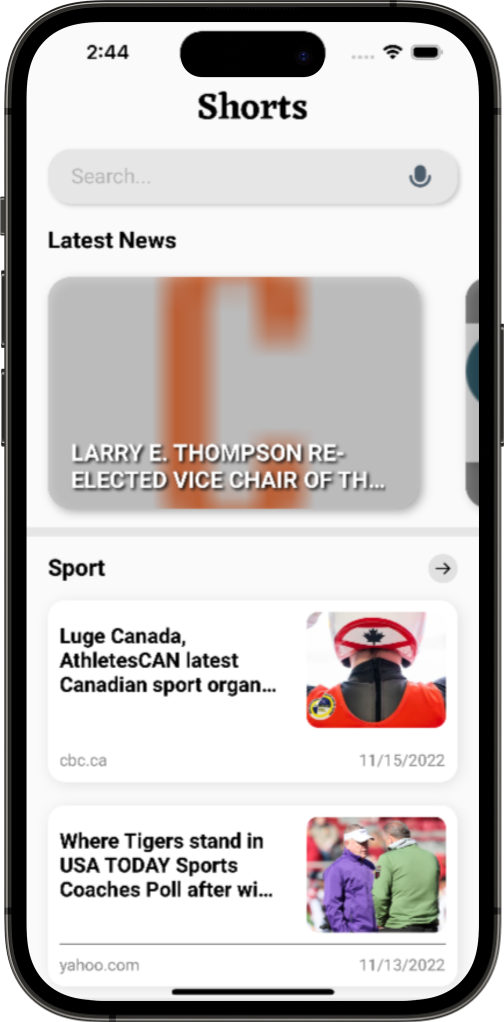 2:44
Shorts
Search...
Latest News
LARRY E. THOMPSON RE-
ELECTED VICE CHAIR OF TH...
Sport
Luge Canada,
AthletesCAN latest
Canadian sport organ...
cbc.ca 11/15/2022
Where Tigers stand in
USA TODAY Sports
Coaches Poll after wi...
yahoo.com 11/13/2022